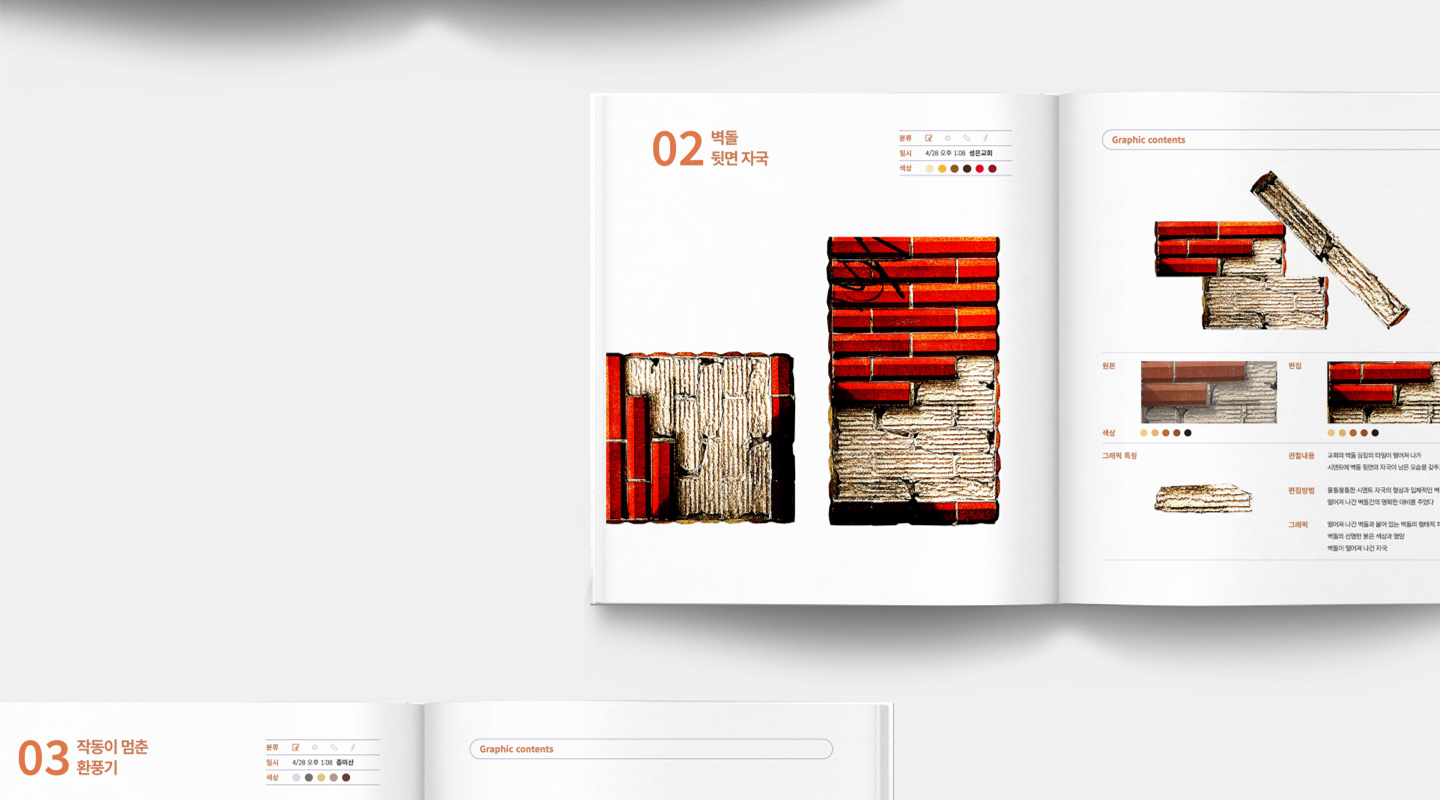 02 벽돌
뒷면 자국
분류
일시 4/28 오후 1:08 성은교회
색상
Graphic contents
원본
편집
색상
그래픽 특징
관찰내용 교회의 벽돌 담장의 타일이 떨어져 나가
시멘트에 벽돌 뒷면의 자국이 남은 모습을
편집방법 울퉁불퉁한 시멘트 자국의 형상과 입체적인
떨어져 나간 벽돌간의 명확한 대비를 주었다
그래픽 떨어져 나간 벽돌과 붙어 있는 벽돌의 형태적
벽돌의 선명한 붉은 색상과 명암
벽돌이 떨어져 나간 자국
03 작동이 멈춘
환풍기
분류
일시 4/28 오후 1:08 증미산
색상
Graphic contents